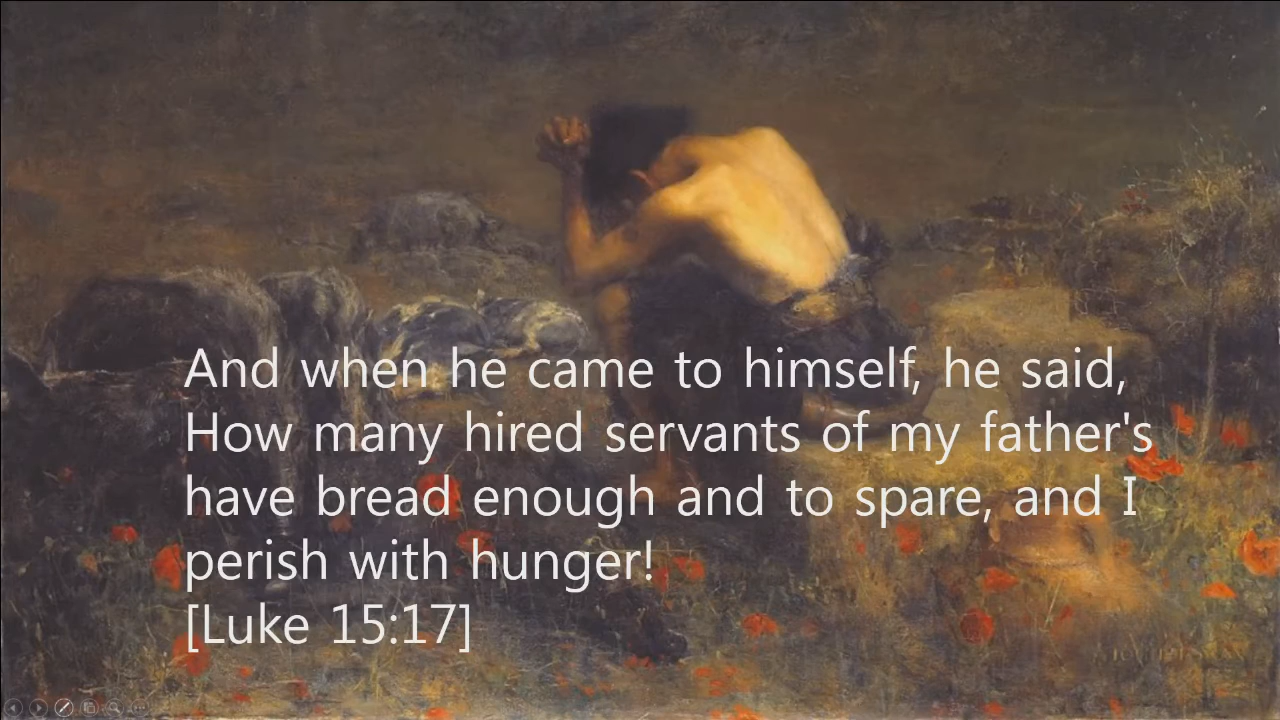 And when he came to himself, he said,
How many hired servants of my father's
have bread enough and to spare, and I
perish with hunger!
[Luke 15:17]